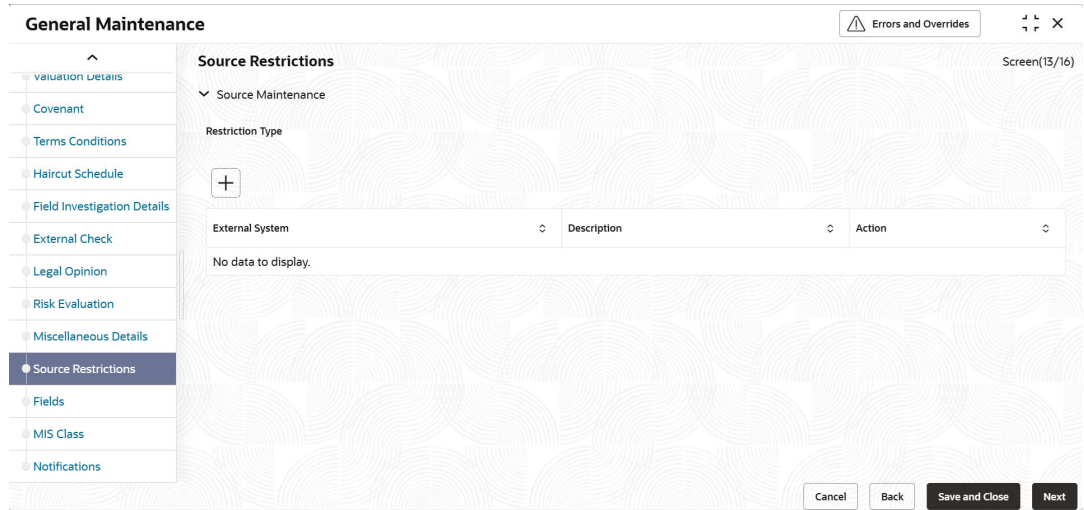 General Maintenance
Errors and Overrides
Valuation Details
Covenant
Terms Conditions
Haircut Schedule
Field Investigation Details
External Check
Legal Opinion
Risk Evaluation
Miscellaneous Details
Source Restrictions
Fields
MIS Class
Notifications
Source Restrictions
Screen(13/16)
Source Maintenance
Restriction Type
External System Description Action
No data to display.
Cancel Back Save and Close Next